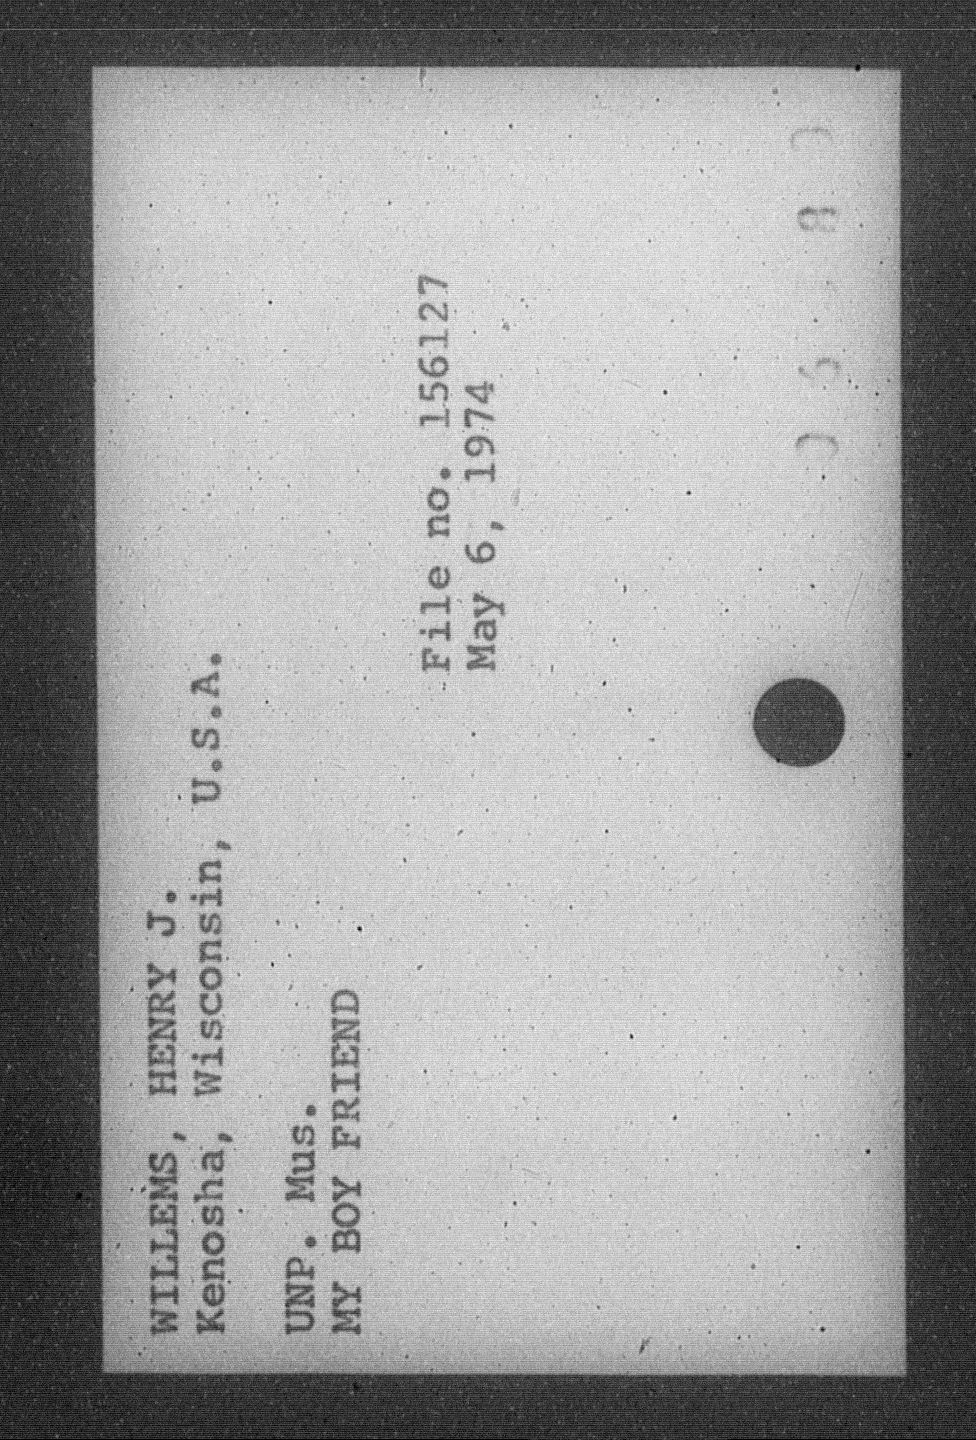 WILLEMS, HENRY J.
Kenosha, Wisconsin, U.S.A.
UNP. Mus.
MY BOY FRIEND
File no. 156127
May 6, 1974